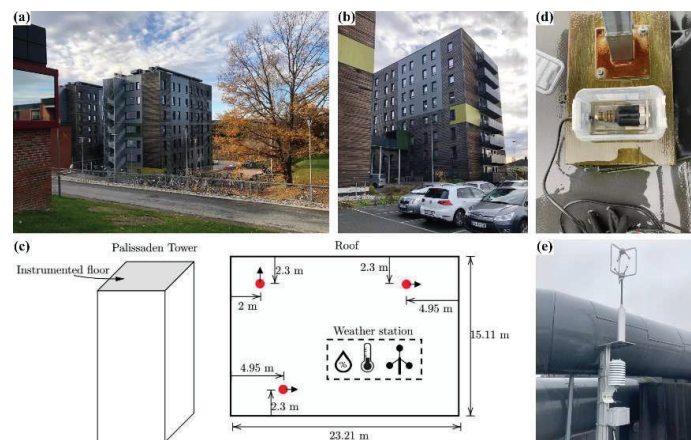 (a)
(b)
(d)
(c)
Palissaden Tower
Instrumented floor
Roof
2.3 m
2.3 m
2 m
4.95 m
Weather station
%
15.11 m
4.95 m
2.3 m
23.21 m
(e)